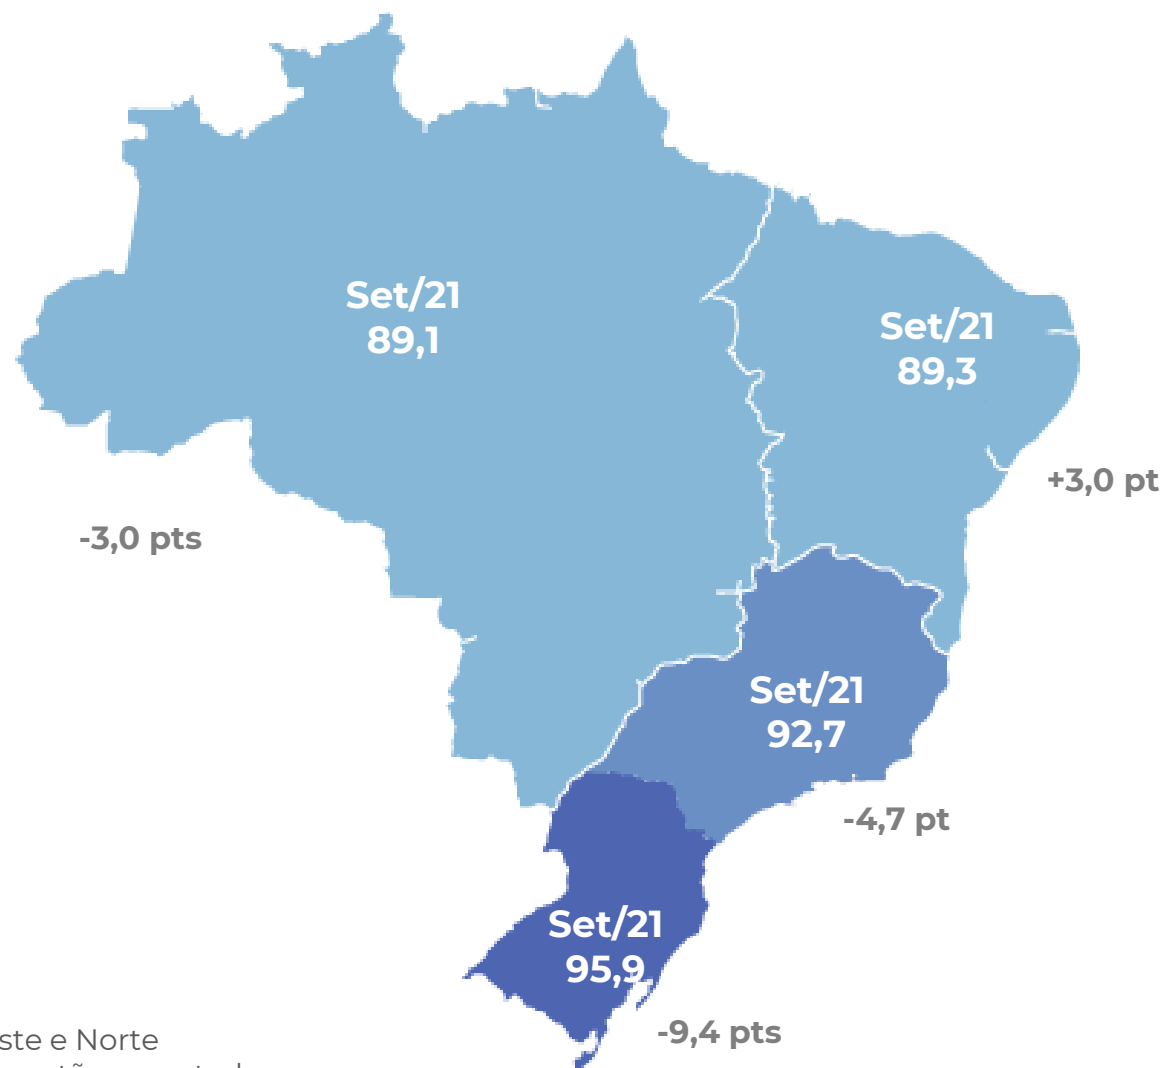 Set/21
89,1
Set/21
89,3
+3,0 pt
-3,0 pts
Set/21
92,7
-4,7 pt
Set/21
95,9
-9,4 pts
ste e Norte